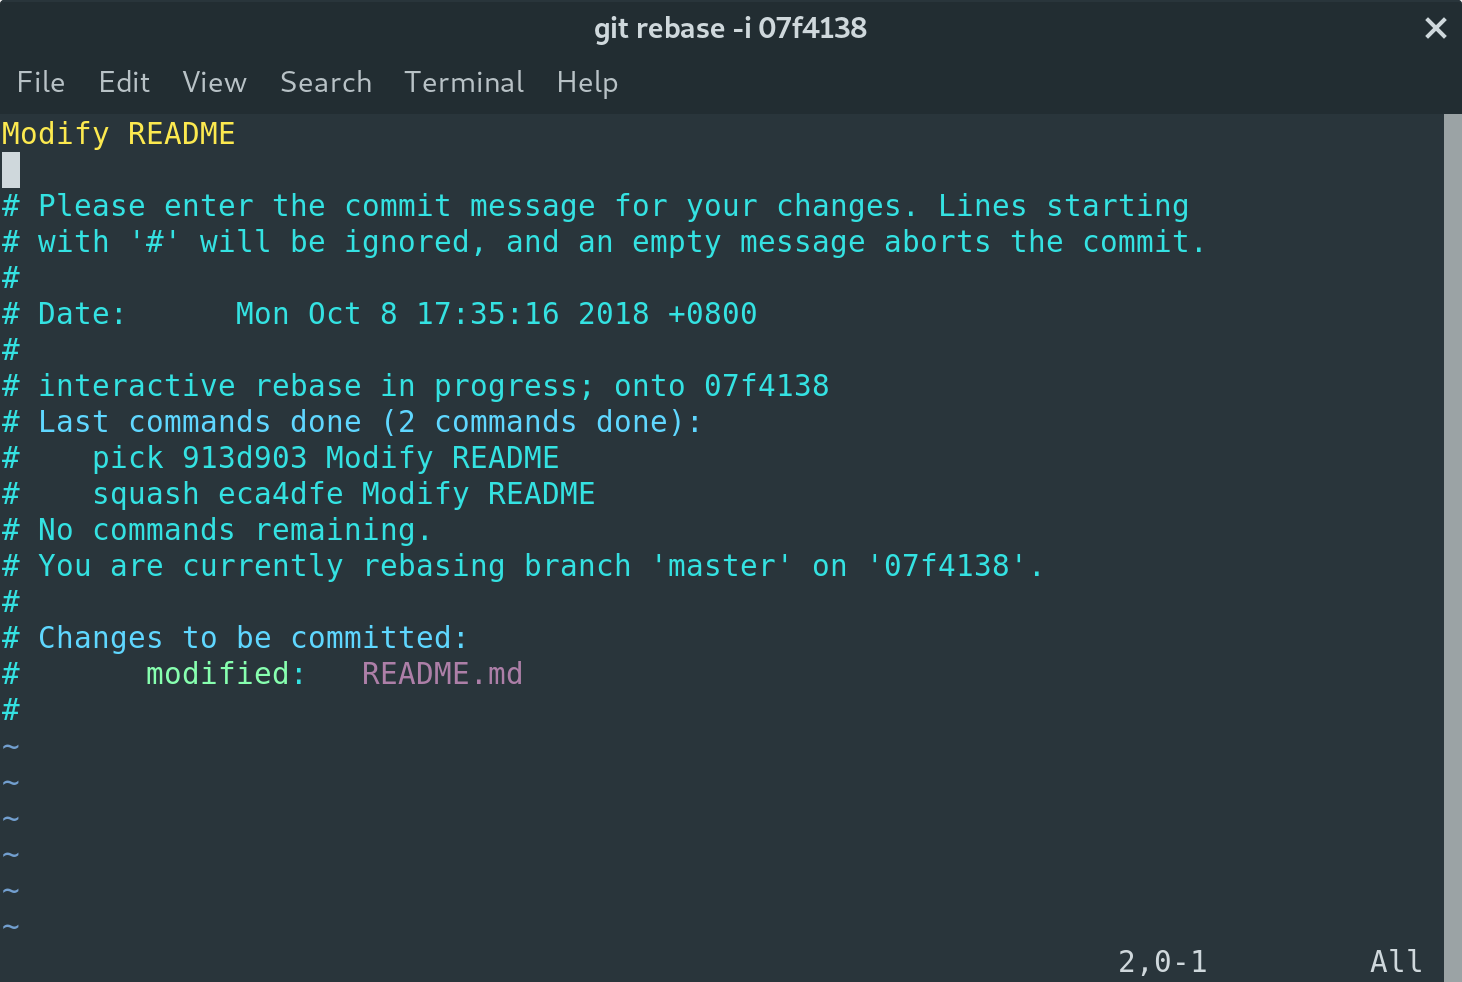 git rebase -i 07f4138
File Edit View Search Terminal Help
Modify README
# Please enter the commit message for your changes. Lines starting
# with '#' will be ignored, and an empty message aborts the commit.
#
# Date:      Mon Oct 8 17:35:16 2018 +0800
#
# interactive rebase in progress; onto 07f4138
# Last commands done (2 commands done):
#    pick 913d903 Modify README
#    squash eca4dfe Modify README
# No commands remaining.
# You are currently rebasing branch 'master' on '07f4138'.
#
# Changes to be committed:
#       modified:   README.md
#
~
~
~
~
~
~
2,0-1         All